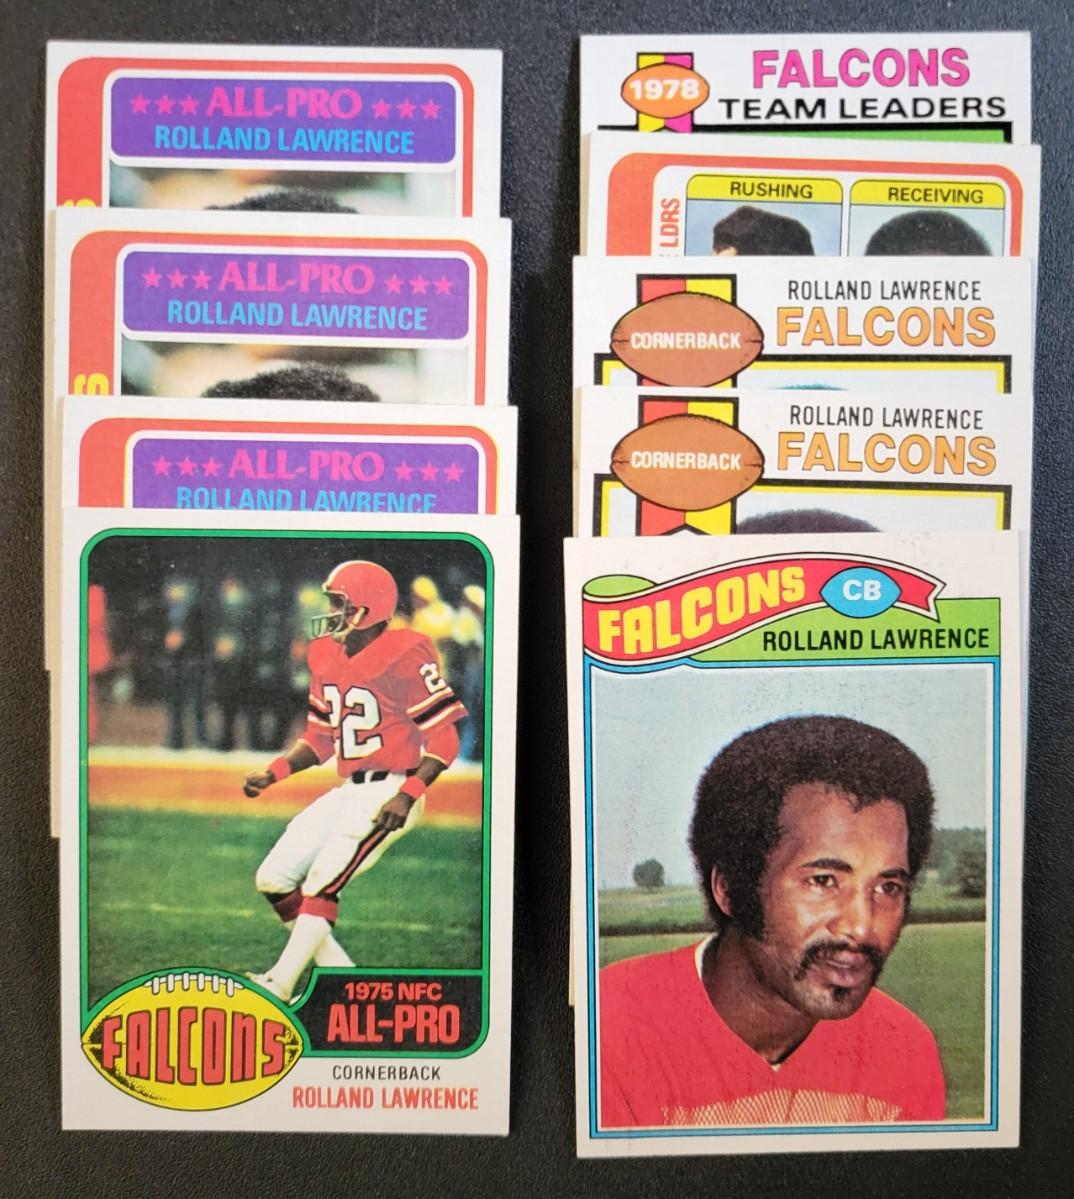 ★★★ ALL-PRO ★★★
ROLLAND LAWRENCE
★★★ ALL-PRO ★★★
ROLLAND LAWRENCE
★★★ ALL-PRO ★★★
ROLLAND LAWRENCE
22
2
1975 NFC
ALL-PRO
FALCONS
CORNERBACK
ROLLAND LAWRENCE
1978
FALCONS
TEAM LEADERS
LDRS
RUSHING
RECEIVING
ROLLAND LAWRENCE
CORNERBACK
FALCONS
ROLLAND LAWRENCE
CORNERBACK
FALCONS
FALCONS
CB
ROLLAND LAWRENCE